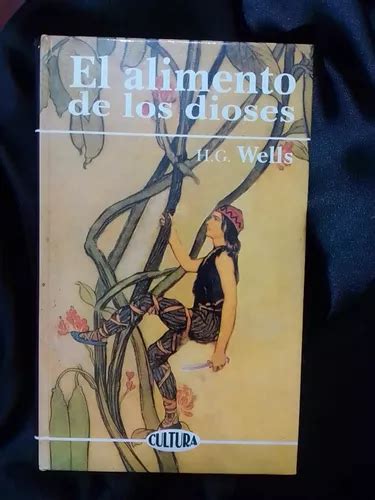 El alimento
de los dioses
H.G. Wells
CULTURA